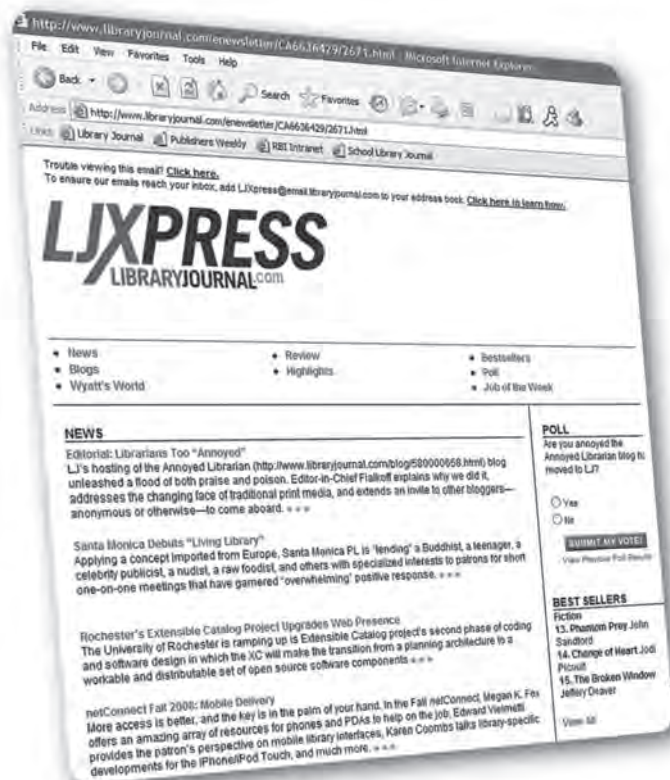 http://www.libraryjournal.com/enewsletter/CA6636429/2671.html - Microsoft Internet Explorer
File Edit View Favorites Tools Help
Back Search Favorites
Address http://www.libraryjournal.com/enewsletter/CA6636429/2671.html
Links Library Journal Publishers Weekly RBI Intranet School Library Journal
Trouble viewing this email? Click here.
To ensure our emails reach your inbox, add LJXpress@email.libraryjournal.com to your address book. Click here to learn how.
LJXPRESS
LIBRARYJOURNAL.com
• News
• Blogs
• Wyatt's World
• Review
• Highlights
• Bestsellers
• Poll
• Job of the Week
NEWS
Editorial: Librarians Too "Annoyed"
LJ's hosting of the Annoyed Librarian (http://www.libraryjournal.com/blog/580000658.html) blog
unleashed a flood of both praise and poison. Editor-in-Chief Fialkoff explains why we did it,
addresses the changing face of traditional print media, and extends an invite to other bloggers—
anonymous or otherwise—to come aboard.
Santa Monica Debuts "Living Library"
Applying a concept imported from Europe, Santa Monica PL is 'lending' a Buddhist, a teenager, a
celebrity publicist, a nudist, a raw foodist, and others with specialized interests to patrons for short
one-on-one meetings that have garnered 'overwhelming' positive response.
Rochester's Extensible Catalog Project Upgrades Web Presence
The University of Rochester is ramping up is Extensible Catalog project's second phase of coding
and software design in which the XC will make the transition from a planning architecture to a
workable and distributable set of open source software components
netConnect Fall 2008: Mobile Delivery
More access is better, and the key is in the palm of your hand. In the Fall netConnect, Megan K. Fox
offers an amazing array of resources for phones and PDAs to help on the job, Edward Vielmetti
provides the patron's perspective on mobile library interfaces, Karen Coombs talks library-specific
developments for the iPhone/iPod Touch, and much more.
POLL
Are you annoyed the
Annoyed Librarian blog
moved to LJ?
Yes
No
SUBMIT MY VOTE!
View Previous Poll Results
BEST SELLERS
Fiction
13. Phantom Prey John
Sandford
14. Change of Heart Jodi
Picoult
15. The Broken Window
Jeffery Deaver
View All